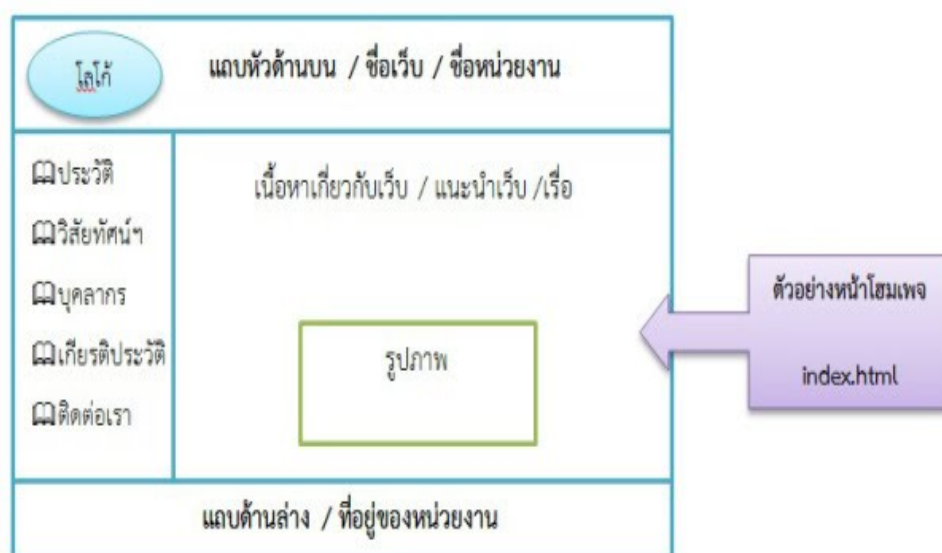 โลโก้
แถบหัวด้านบน / ชื่อเว็บ / ชื่อหน่วยงาน
ประวัติ
วิสัยทัศน์ฯ
บุคลากร
เกียรติประวัติ
ติดต่อเรา
เนื้อหาเกี่ยวกับเว็บ / แนะนำเว็บ /เรื่อ
รูปภาพ
แถบด้านล่าง / ที่อยู่ของหน่วยงาน
ตัวอย่างหน้าโฮมเพจ
index.html